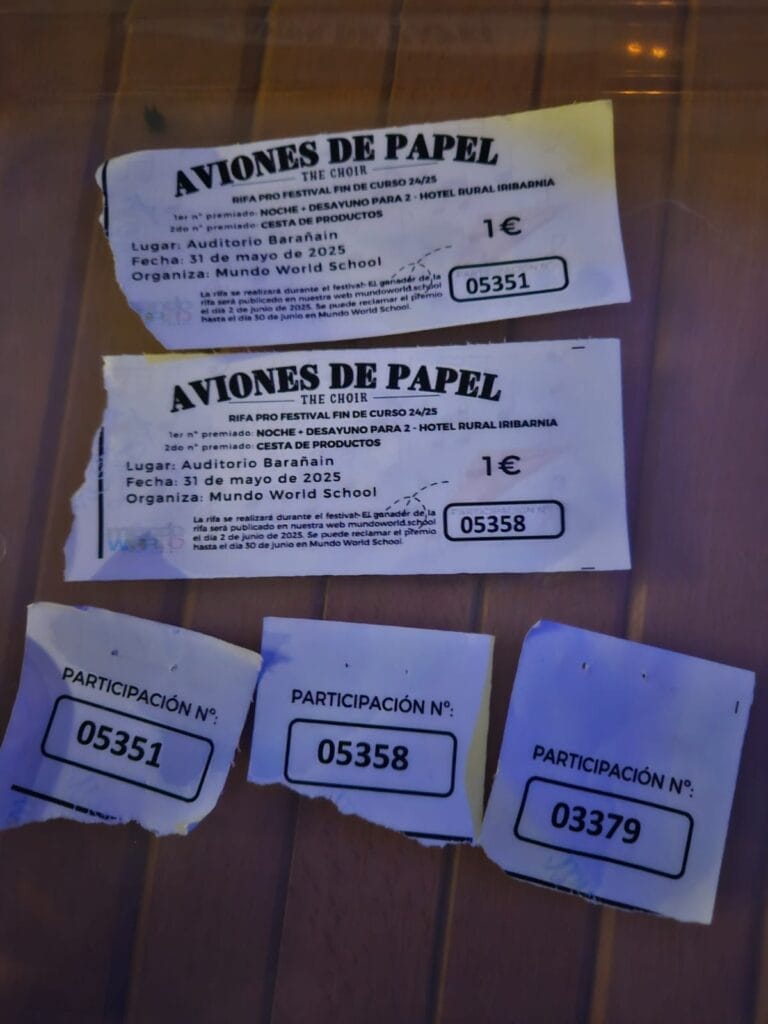 AVIONES DE PAPEL
THE CHOIR
RIFA PRO FESTIVAL FIN DE CURSO 24/25
1er nº premiado: NOCHE + DESAYUNO PARA 2 - HOTEL RURAL IRIBARNIA
2do nº premiado: CESTA DE PRODUCTOS
Lugar: Auditorio Barañain
1€
Fecha: 31 de mayo de 2025
Organiza: Mundo World School
La rifa se realizará durante el festival. El ganador de la
rifa será publicado en nuestra web mundoworld.school
el día 2 de junio de 2025. Se puede reclamar el premio
hasta el día 30 de junio en Mundo World School.
05351
AVIONES DE PAPEL
THE CHOIR
RIFA PRO FESTIVAL FIN DE CURSO 24/25
1er nº premiado: NOCHE + DESAYUNO PARA 2 - HOTEL RURAL IRIBARNIA
2do nº premiado: CESTA DE PRODUCTOS
Lugar: Auditorio Barañain
1€
Fecha: 31 de mayo de 2025
Organiza: Mundo World School
La rifa se realizará durante el festival. El ganador de la
rifa será publicado en nuestra web mundoworld.school
el día 2 de junio de 2025. Se puede reclamar el premio
hasta el día 30 de junio en Mundo World School.
PARTICIPACIÓN Nº:
05358
PARTICIPACIÓN Nº:
05351
PARTICIPACIÓN Nº:
05358
PARTICIPACIÓN Nº:
03379